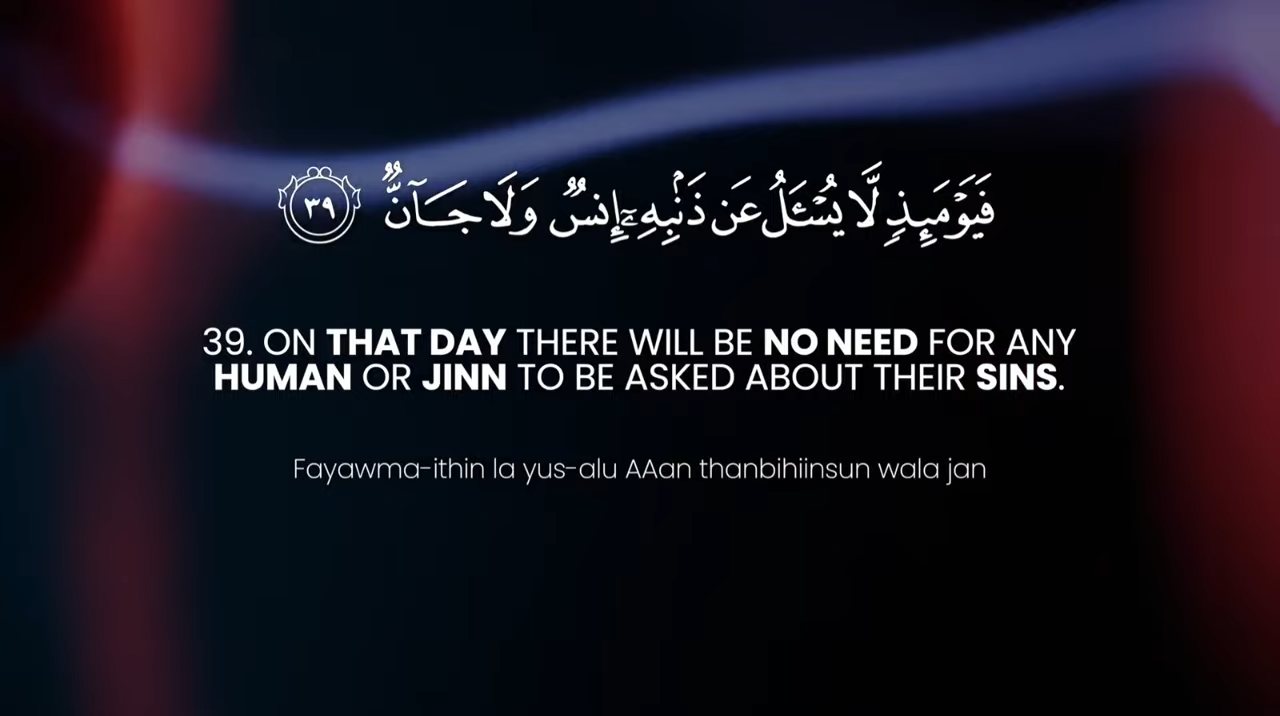 فَيَوْمَئِذٍ لَّا يُسْـَٔلُ عَن ذَنۢبِهِۦٓ إِنسٌ وَلَا جَآنٌّ ٣٩
39. ON THAT DAY THERE WILL BE NO NEED FOR ANY
HUMAN OR JINN TO BE ASKED ABOUT THEIR SINS.
Fayawma-ithin la yus-alu AAan thanbihiinsun wala jan